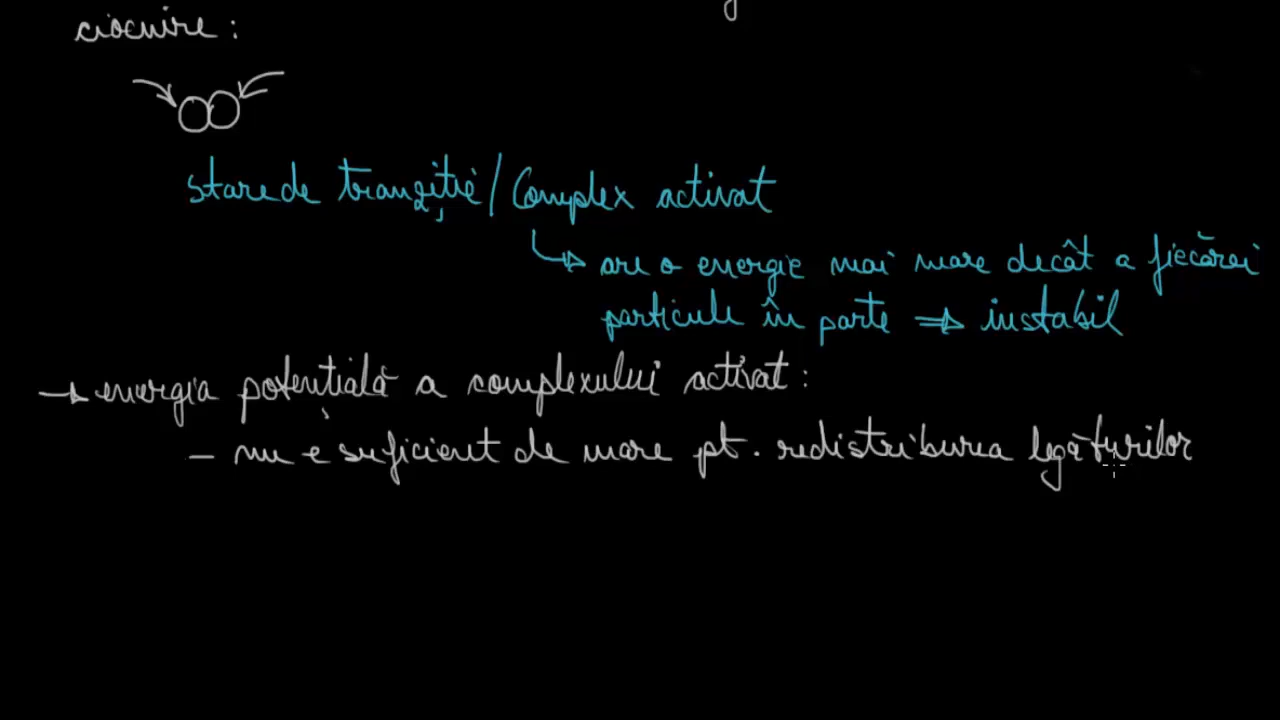 ciocnire :
stare de tranziție / Complex activat
are o energie mai mare decât a fiecărei
particule în parte ⇒ instabil
→ energia potențială a complexului activat :
- nu e suficient de mare pt. redistribuirea legăturilor